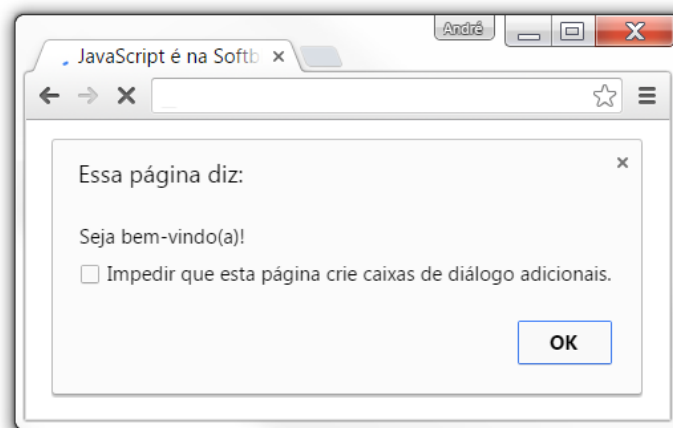 André
JavaScript é na Softb
Essa página diz:
Seja bem-vindo(a)!
Impedir que esta página crie caixas de diálogo adicionais.
OK